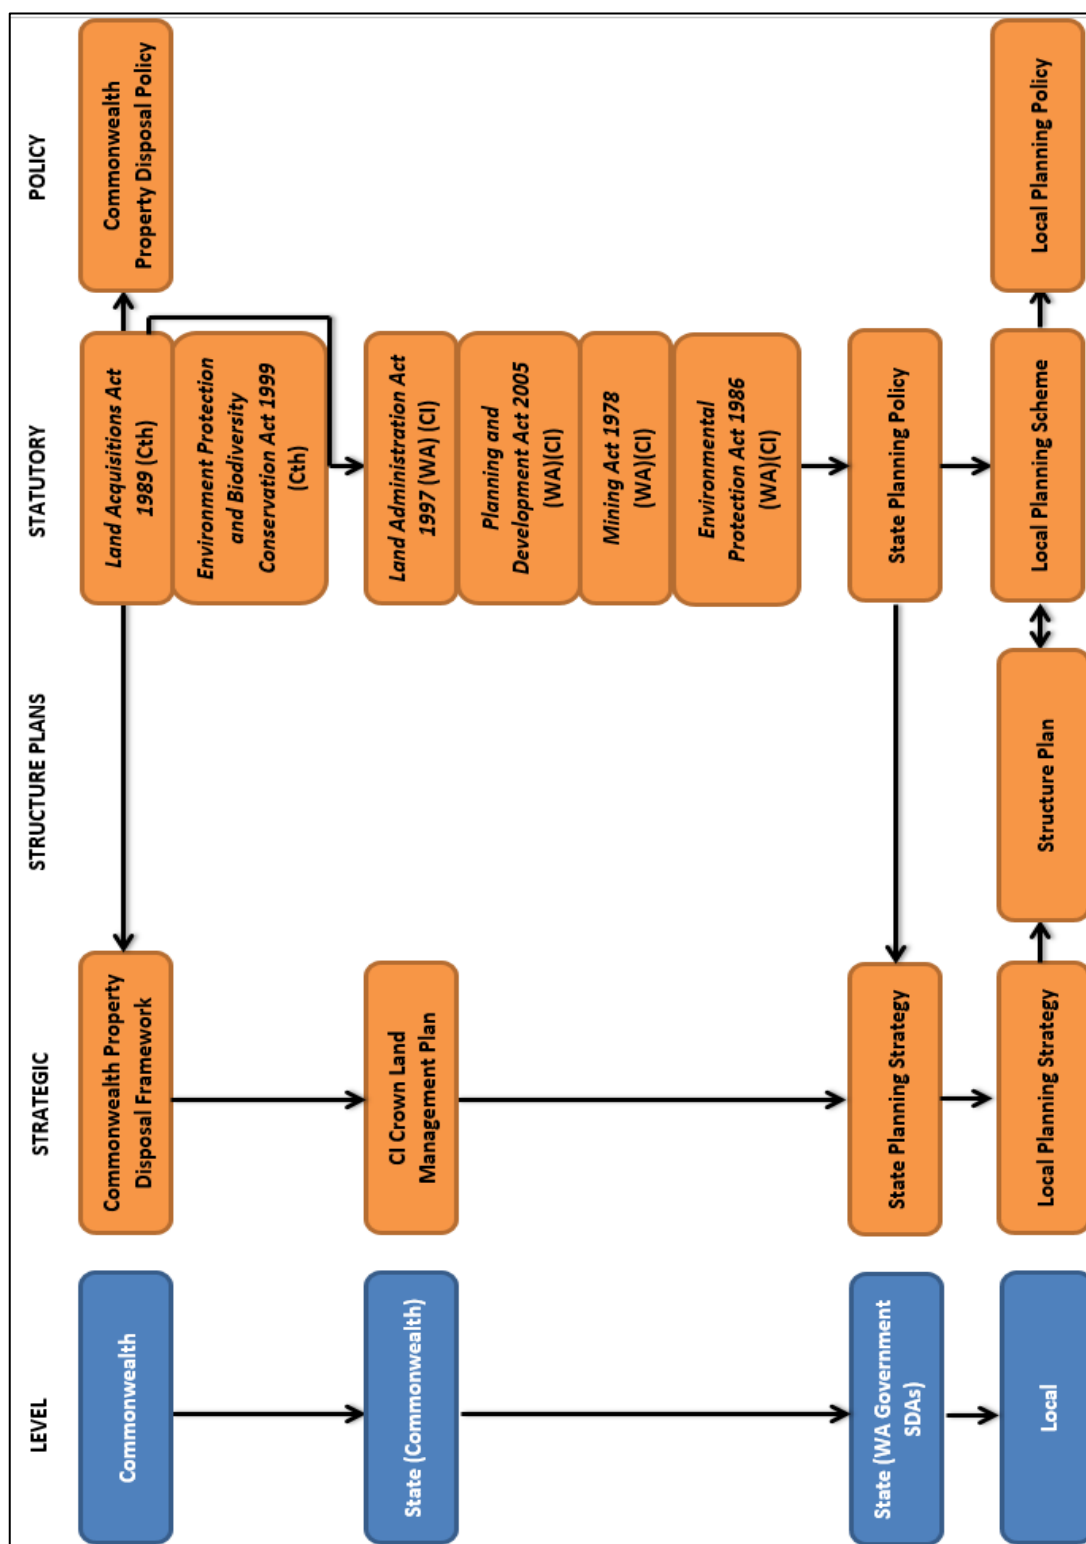 LEVEL
STRATEGIC
STRUCTURE PLANS
STATUTORY
POLICY
Commonwealth
Commonwealth Property
Disposal Framework
Land Acquisitions Act
1989 (Cth)
Environment Protection
and Biodiversity
Conservation Act 1999
(Cth)
Commonwealth
Property Disposal Policy
State (Commonwealth)
CI Crown Land
Management Plan
Land Administration Act
1997 (WA) (CI)
Planning and
Development Act 2005
(WA)(CI)
Mining Act 1978
(WA)(CI)
Environmental
Protection Act 1986
(WA)(CI)
State (WA Government
SDAs)
State Planning Strategy
State Planning Policy
Local
Local Planning Strategy
Structure Plan
Local Planning Scheme
Local Planning Policy